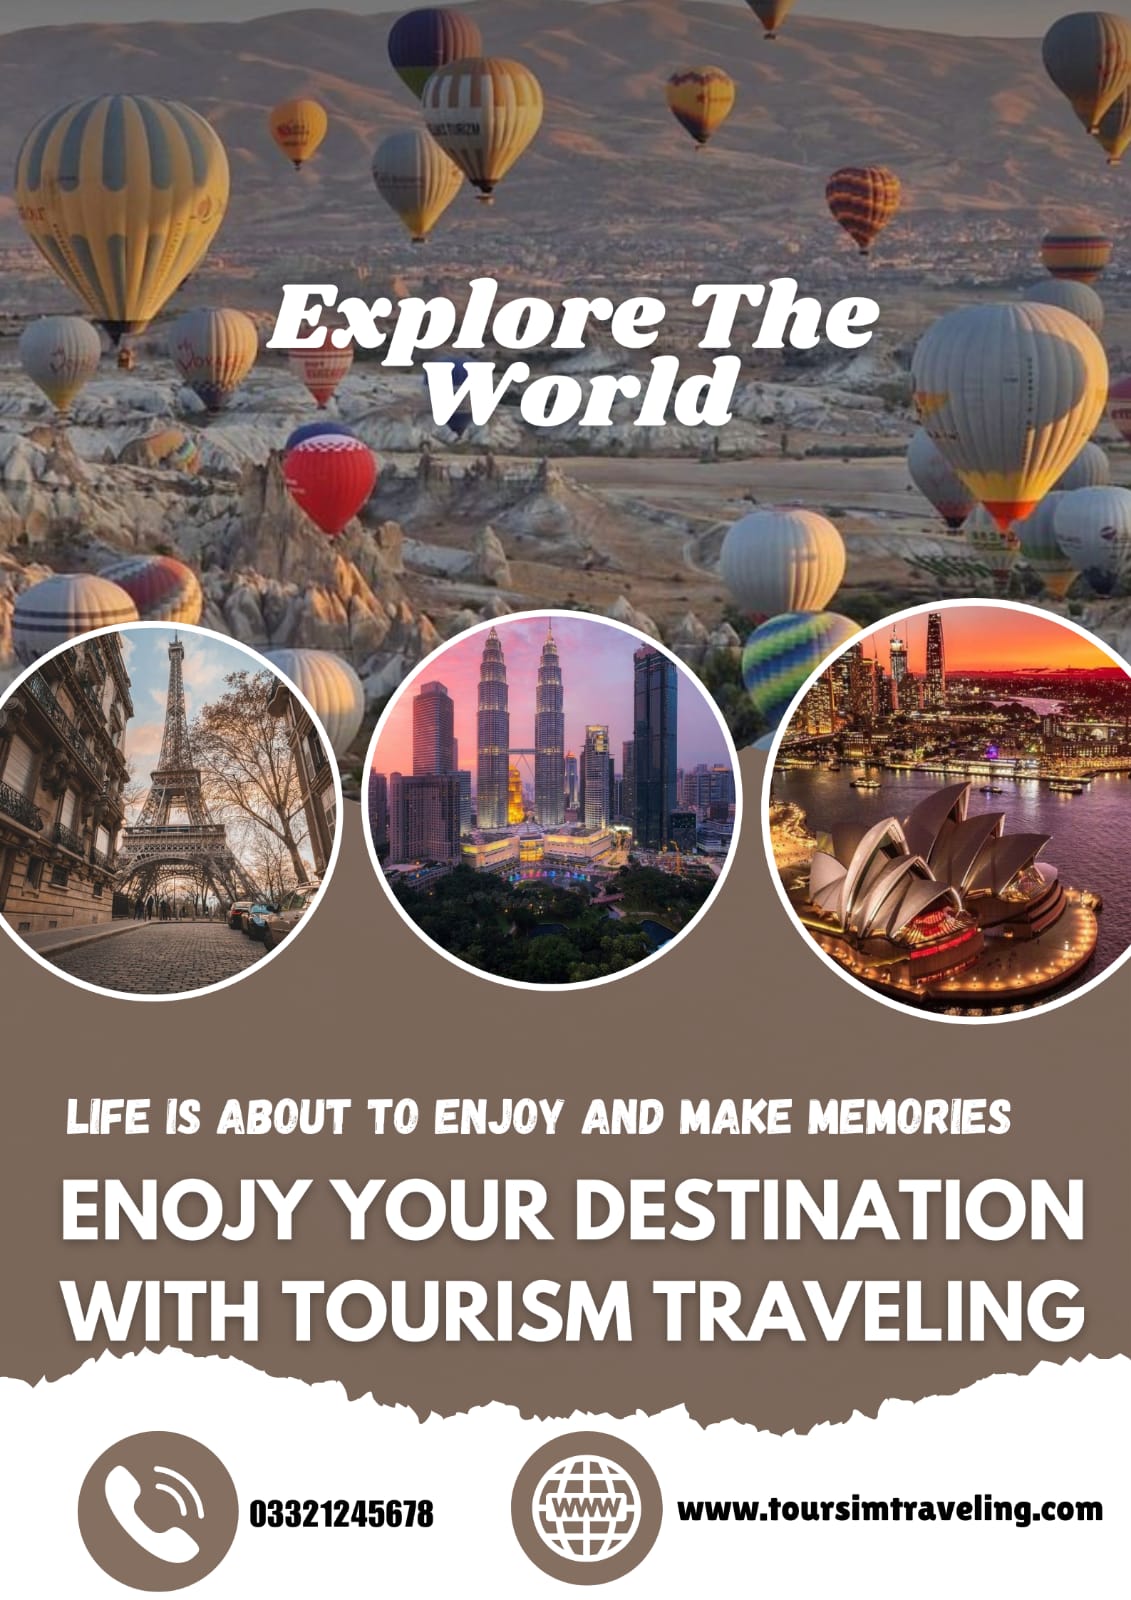 Explore The
World
LIFE IS ABOUT TO ENJOY AND MAKE MEMORIES
ENOJY YOUR DESTINATION
WITH TOURISM TRAVELING
03321245678
WWW
www.toursimtraveling.com